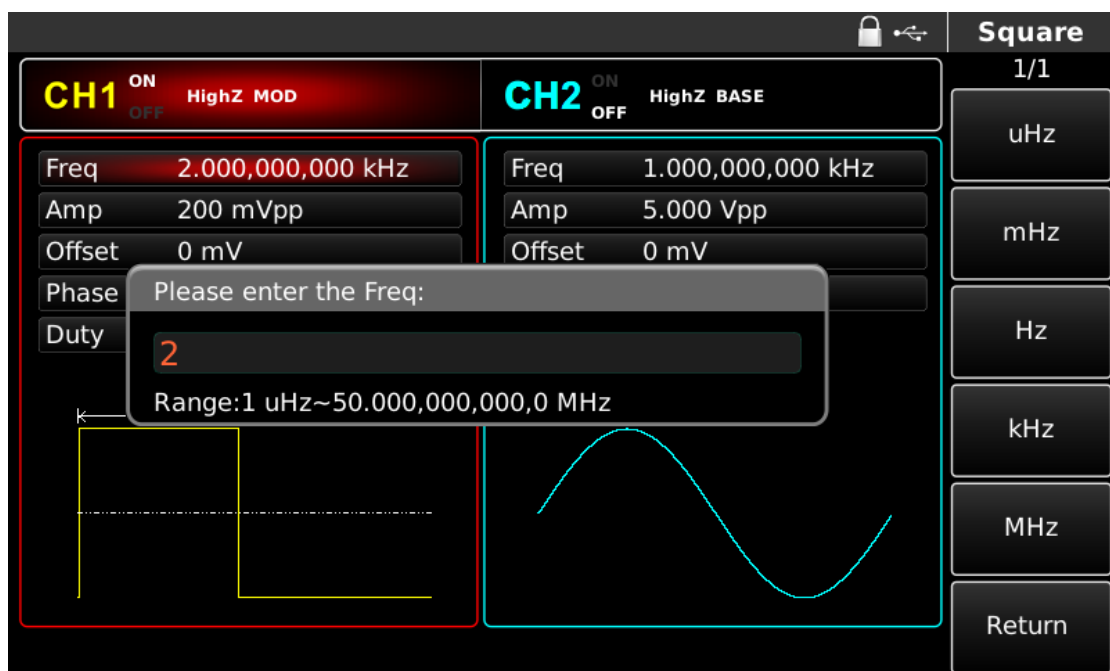 Square
1/1
CH1 ON OFF HighZ MOD
CH2 ON OFF HighZ BASE
Freq 2.000,000,000 kHz
Amp 200 mVpp
Offset 0 mV
Phase
Duty
Freq 1.000,000,000 kHz
Amp 5.000 Vpp
Offset 0 mV
Please enter the Freq:
2
Range:1 uHz~50.000,000,000,0 MHz
uHz
mHz
Hz
kHz
MHz
Return